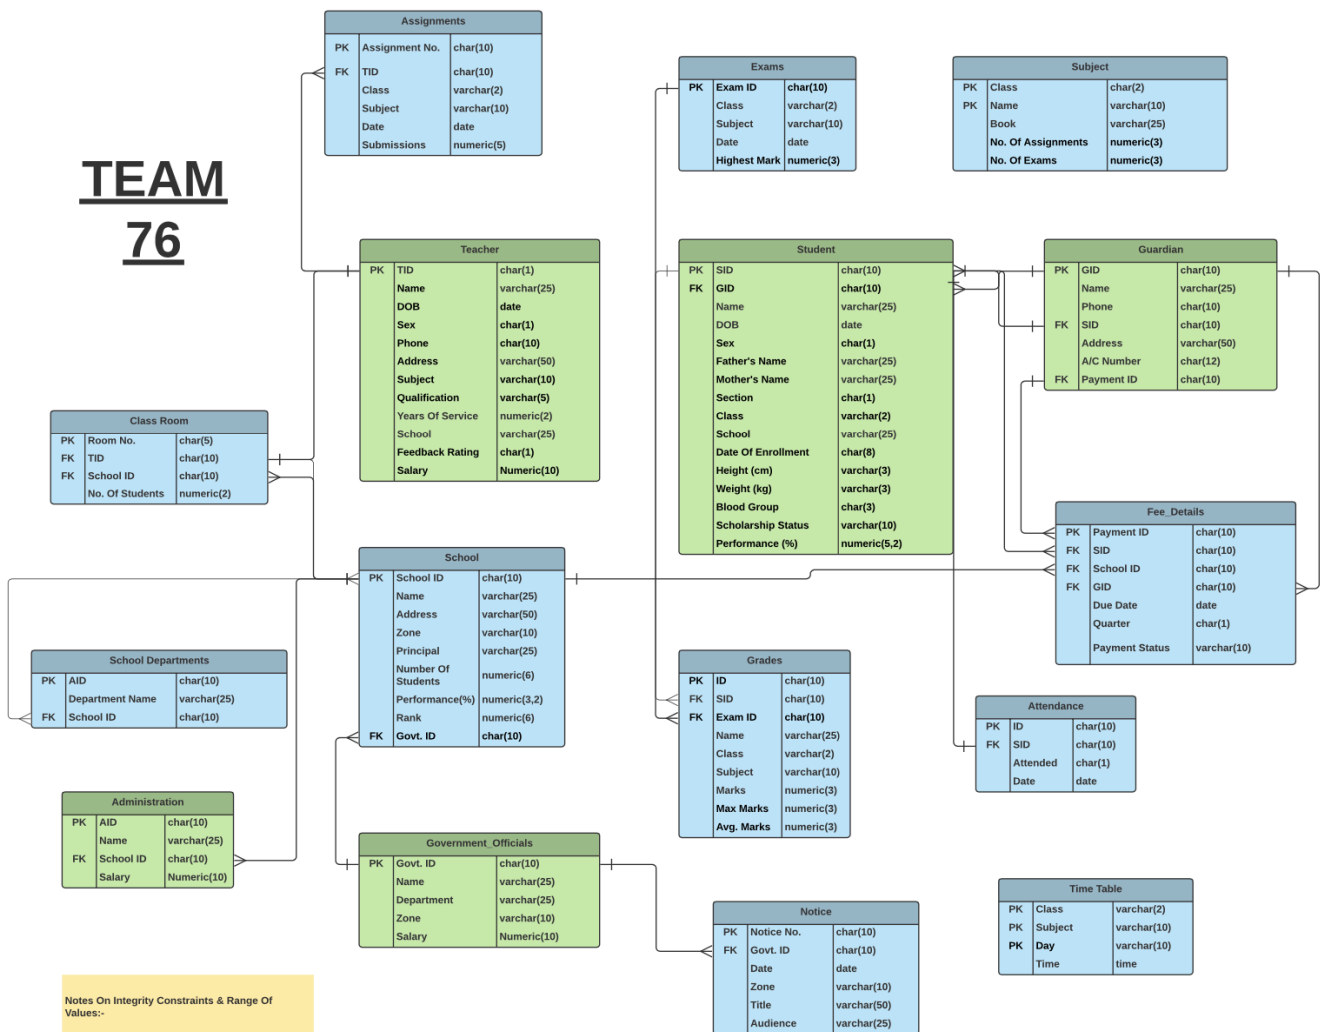 Assignments
PK Assignment No. char(10)
FK TID char(10)
Class varchar(2)
Subject varchar(10)
Date date
Submissions numeric(5)
Exams
PK Exam ID char(10)
Class varchar(2)
Subject varchar(10)
Date date
Highest Mark numeric(3)
Subject
PK Class char(2)
PK Name varchar(10)
Book varchar(25)
No. Of Assignments numeric(3)
No. Of Exams numeric(3)
TEAM
76
Teacher
PK TID char(1)
Name varchar(25)
DOB date
Sex char(1)
Phone char(10)
Address varchar(50)
Subject varchar(10)
Qualification varchar(5)
Years Of Service numeric(2)
School varchar(25)
Feedback Rating char(1)
Salary Numeric(10)
Student
PK SID char(10)
FK GID char(10)
Name varchar(25)
DOB date
Sex char(1)
Father's Name varchar(25)
Mother's Name varchar(25)
Section char(1)
Class varchar(2)
School varchar(25)
Date Of Enrollment char(8)
Height (cm) varchar(3)
Weight (kg) varchar(3)
Blood Group char(3)
Scholarship Status varchar(10)
Performance (%) numeric(5,2)
Guardian
PK GID char(10)
Name varchar(25)
Phone char(10)
FK SID char(10)
Address varchar(50)
A/C Number char(12)
FK Payment ID char(10)
Class Room
PK Room No. char(5)
FK TID char(10)
FK School ID char(10)
No. Of Students numeric(2)
School
PK School ID char(10)
Name varchar(25)
Address varchar(50)
Zone varchar(10)
Principal varchar(25)
Number Of
Students numeric(6)
Performance(%) numeric(3,2)
Rank numeric(6)
FK Govt. ID char(10)
Fee_Details
PK Payment ID char(10)
FK SID char(10)
FK School ID char(10)
FK GID char(10)
Due Date date
Quarter char(1)
Payment Status varchar(10)
School Departments
PK AID char(10)
Department Name varchar(25)
FK School ID char(10)
Grades
PK ID char(10)
FK SID char(10)
FK Exam ID char(10)
Name varchar(25)
Class varchar(2)
Subject varchar(10)
Marks numeric(3)
Max Marks numeric(3)
Avg. Marks numeric(3)
Attendance
PK ID char(10)
FK SID char(10)
Attended char(1)
Date date
Administration
PK AID char(10)
Name varchar(25)
FK School ID char(10)
Salary Numeric(10)
Government_Officials
PK Govt. ID char(10)
Name varchar(25)
Department varchar(25)
Zone varchar(10)
Salary Numeric(10)
Notice
PK Notice No. char(10)
FK Govt. ID char(10)
Date date
Zone varchar(10)
Title varchar(50)
Audience varchar(25)
Time Table
PK Class varchar(2)
PK Subject varchar(10)
PK Day varchar(10)
Time time
Notes On Integrity Constraints & Range Of
Values:-